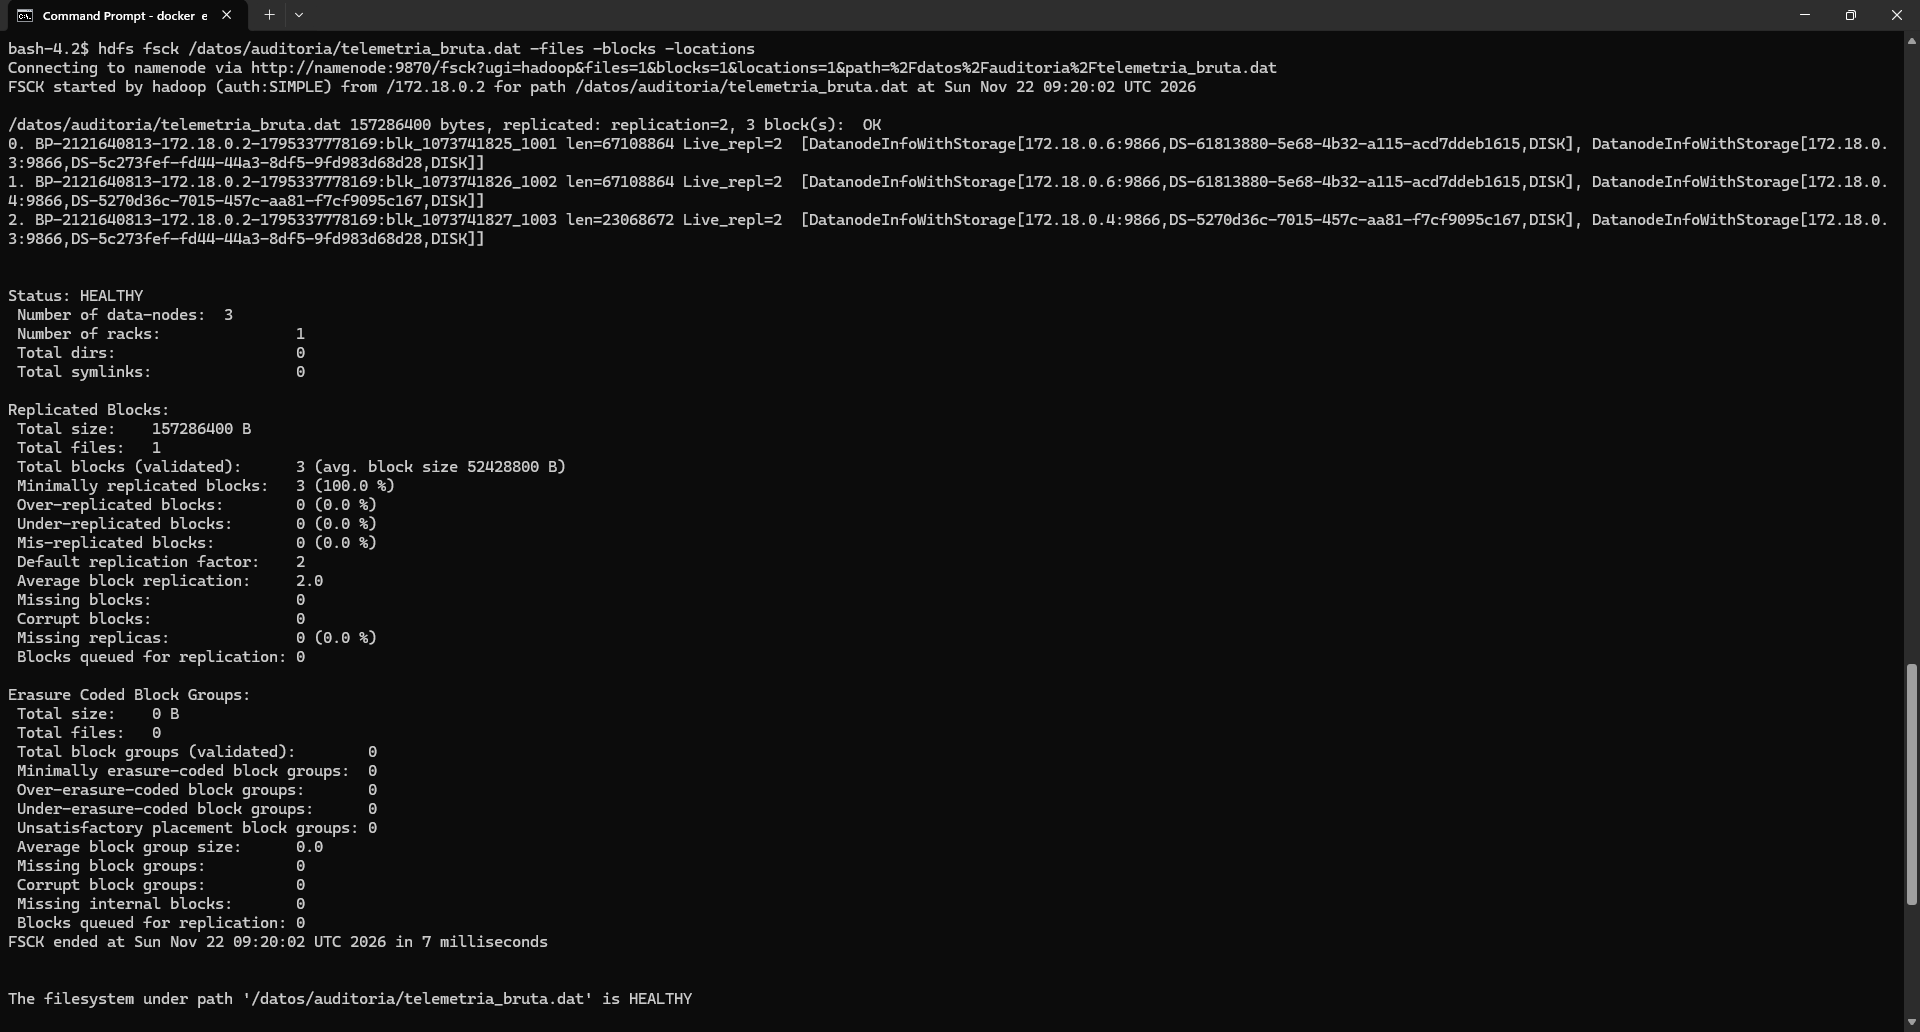 Command Prompt - docker e
bash-4.2$ hdfs fsck /datos/auditoria/telemetria_bruta.dat -files -blocks -locations
Connecting to namenode via http://namenode:9870/fsck?ugi=hadoop&files=1&blocks=1&locations=1&path=%2Fdatos%2Fauditoria%2Ftelemetria_bruta.dat
FSCK started by hadoop (auth:SIMPLE) from /172.18.0.2 for path /datos/auditoria/telemetria_bruta.dat at Sun Nov 22 09:20:02 UTC 2026
/datos/auditoria/telemetria_bruta.dat 157286400 bytes, replicated: replication=2, 3 block(s):  OK
0. BP-2121640813-172.18.0.2-1795337778169:blk_1073741825_1001 len=67108864 Live_repl=2  [DatanodeInfoWithStorage[172.18.0.6:9866,DS-61813880-5e68-4b32-a115-acd7ddeb1615,DISK], DatanodeInfoWithStorage[172.18.0.
3:9866,DS-5c273fef-fd44-44a3-8df5-9fd983d68d28,DISK]]
1. BP-2121640813-172.18.0.2-1795337778169:blk_1073741826_1002 len=67108864 Live_repl=2  [DatanodeInfoWithStorage[172.18.0.6:9866,DS-61813880-5e68-4b32-a115-acd7ddeb1615,DISK], DatanodeInfoWithStorage[172.18.0.
4:9866,DS-5270d36c-7015-457c-aa81-f7cf9095c167,DISK]]
2. BP-2121640813-172.18.0.2-1795337778169:blk_1073741827_1003 len=23068672 Live_repl=2  [DatanodeInfoWithStorage[172.18.0.4:9866,DS-5270d36c-7015-457c-aa81-f7cf9095c167,DISK], DatanodeInfoWithStorage[172.18.0.
3:9866,DS-5c273fef-fd44-44a3-8df5-9fd983d68d28,DISK]]
Status: HEALTHY
 Number of data-nodes:  3
 Number of racks:               1
 Total dirs:                    0
 Total symlinks:                0
Replicated Blocks:
 Total size:    157286400 B
 Total files:   1
 Total blocks (validated):      3 (avg. block size 52428800 B)
 Minimally replicated blocks:   3 (100.0 %)
 Over-replicated blocks:        0 (0.0 %)
 Under-replicated blocks:       0 (0.0 %)
 Mis-replicated blocks:         0 (0.0 %)
 Default replication factor:    2
 Average block replication:     2.0
 Missing blocks:                0
 Corrupt blocks:                0
 Missing replicas:              0 (0.0 %)
 Blocks queued for replication: 0
Erasure Coded Block Groups:
 Total size:    0 B
 Total files:   0
 Total block groups (validated):        0
 Minimally erasure-coded block groups:  0
 Over-erasure-coded block groups:       0
 Under-erasure-coded block groups:      0
 Unsatisfactory placement block groups: 0
 Average block group size:      0.0
 Missing block groups:          0
 Corrupt block groups:          0
 Missing internal blocks:       0
 Blocks queued for replication: 0
FSCK ended at Sun Nov 22 09:20:02 UTC 2026 in 7 milliseconds
The filesystem under path '/datos/auditoria/telemetria_bruta.dat' is HEALTHY